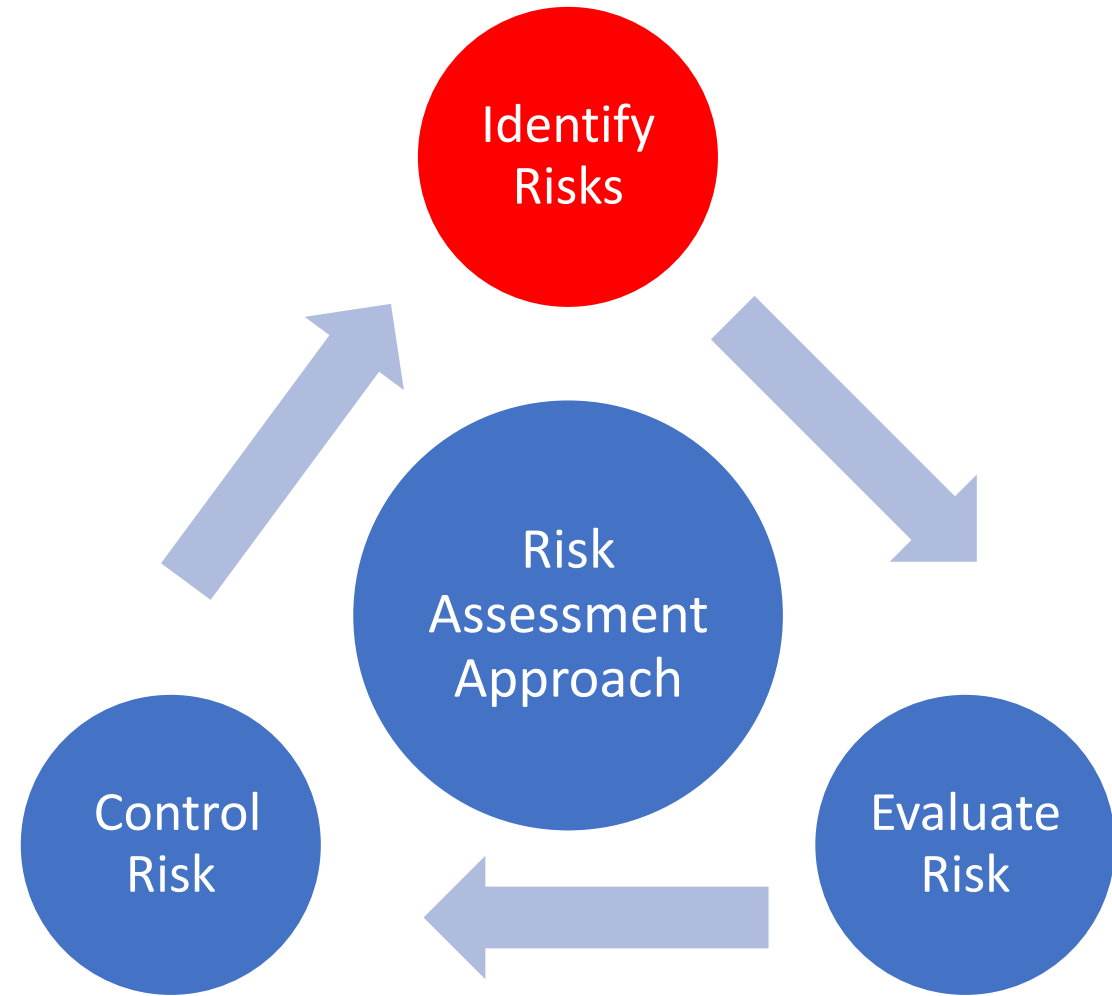 Identify
Risks
Risk
Assessment
Approach
Control
Risk
Evaluate
Risk